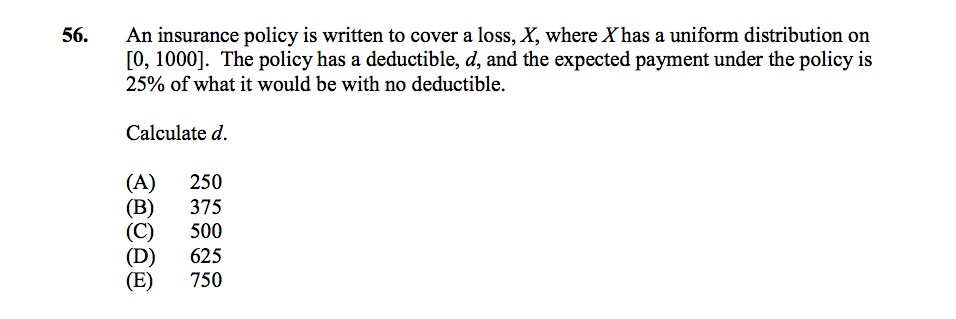 56. An insurance policy is written to cover a loss, X, where X has a uniform distribution on
[0, 1000]. The policy has a deductible, d, and the expected payment under the policy is
25% of what it would be with no deductible.
Calculate d.
(A) 250
(B) 375
(C) 500
(D) 625
(E) 750